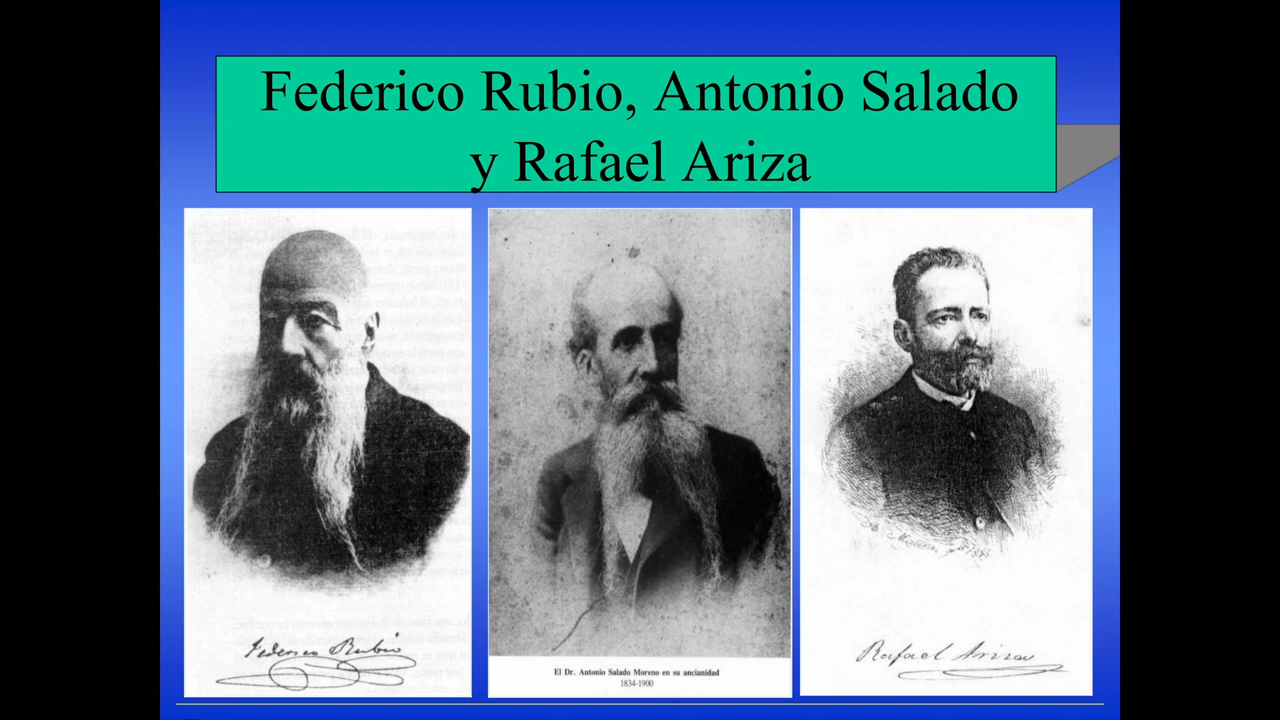 Federico Rubio, Antonio Salado
y Rafael Ariza
Federico Rubio
El Dr. Antonio Salado Moreno en su ancianidad
1834-1900
Rafael Ariza